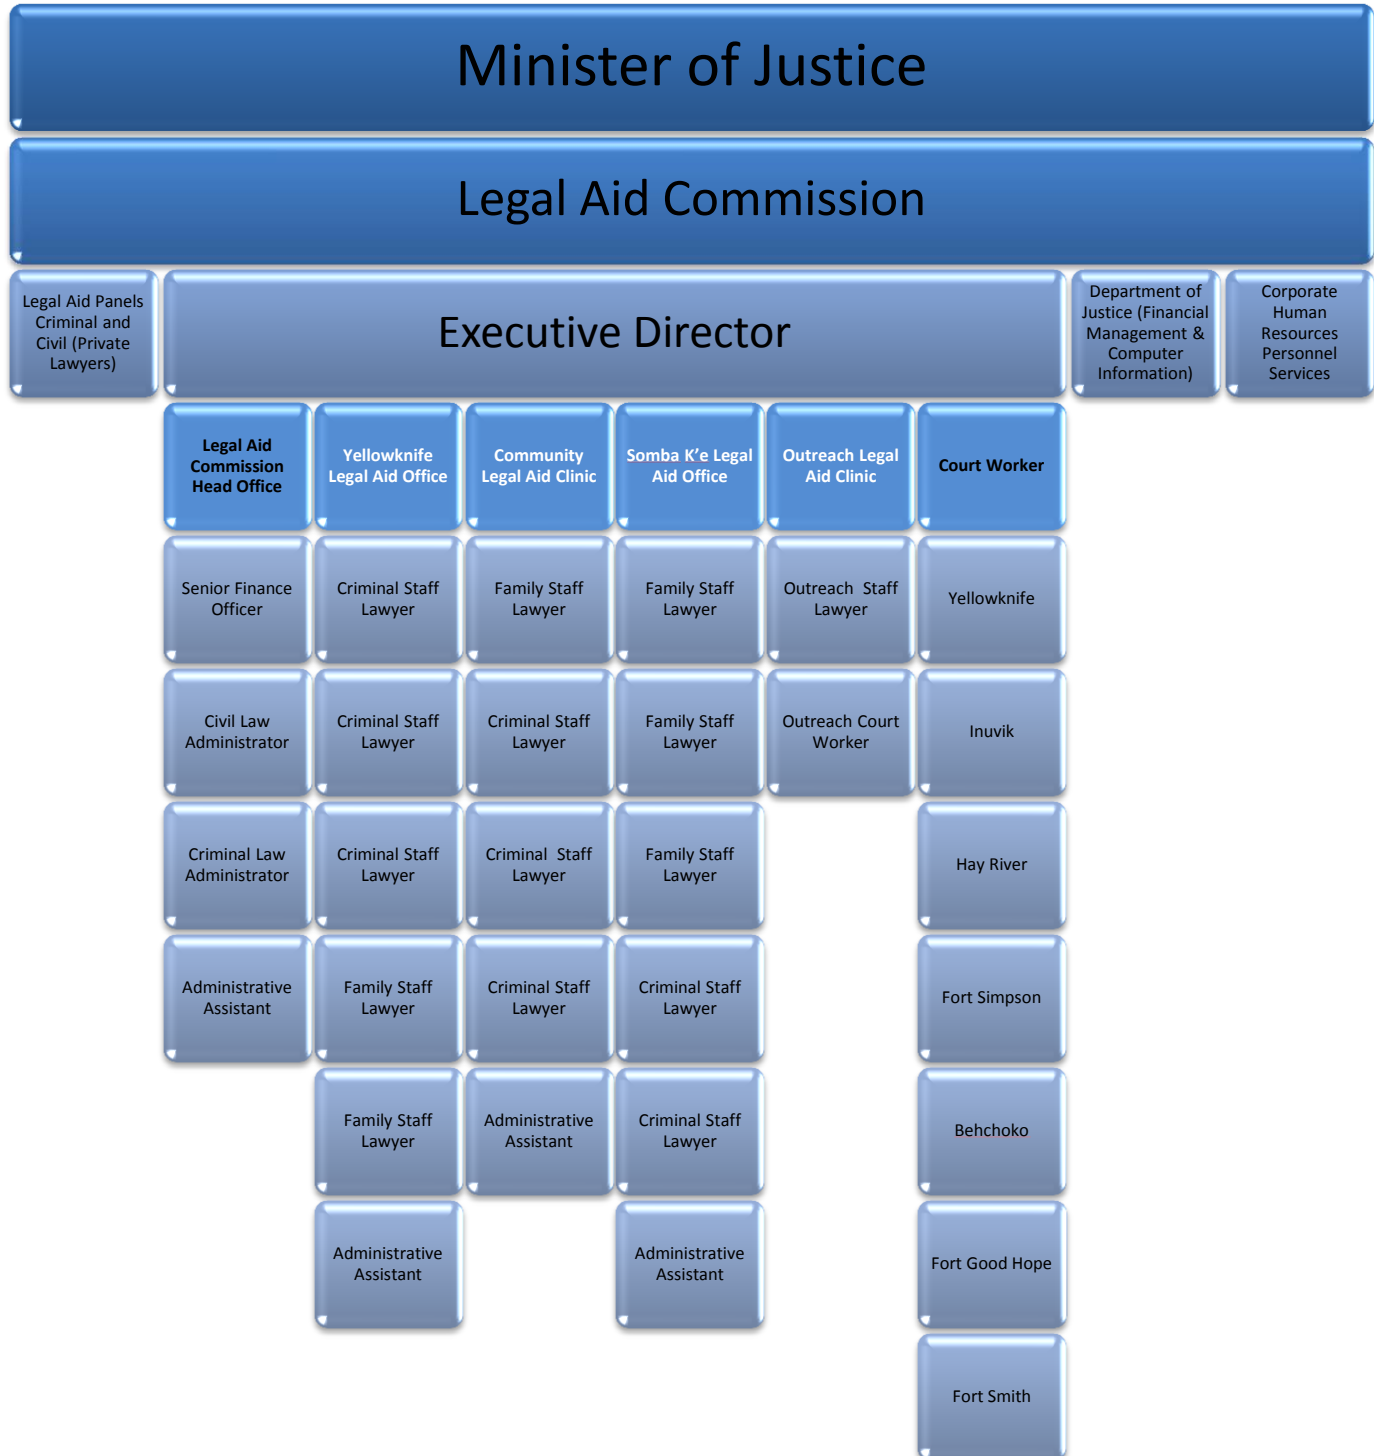 Minister of Justice
Legal Aid Commission
Legal Aid Panels
Criminal and
Civil (Private
Lawyers)
Executive Director
Department of
Justice (Financial
Management &
Computer
Information)
Corporate
Human
Resources
Personnel
Services
Legal Aid
Commission
Head Office
Yellowknife
Legal Aid Office
Community
Legal Aid Clinic
Somba K’e Legal
Aid Office
Outreach Legal
Aid Clinic
Court Worker
Senior Finance
Officer
Criminal Staff
Lawyer
Family Staff
Lawyer
Family Staff
Lawyer
Outreach  Staff
Lawyer
Yellowknife
Civil Law
Administrator
Criminal Staff
Lawyer
Criminal Staff
Lawyer
Family Staff
Lawyer
Outreach Court
Worker
Inuvik
Criminal Law
Administrator
Criminal Staff
Lawyer
Criminal  Staff
Lawyer
Family Staff
Lawyer
Hay River
Administrative
Assistant
Family Staff
Lawyer
Criminal Staff
Lawyer
Criminal Staff
Lawyer
Fort Simpson
Family Staff
Lawyer
Administrative
Assistant
Criminal Staff
Lawyer
Behchoko
Administrative
Assistant
Administrative
Assistant
Fort Good Hope
Fort Smith